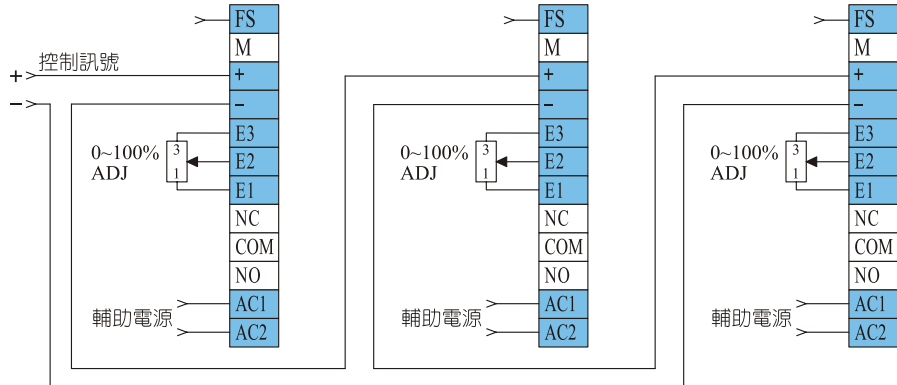 FS
M
+ 控制訊號 +
− −
E3
0~100% 3 E2
ADJ 1
E1
NC
COM
NO
輔助電源 AC1
AC2
FS
M
+
−
E3
0~100% 3 E2
ADJ 1
E1
NC
COM
NO
輔助電源 AC1
AC2
FS
M
+
−
E3
0~100% 3 E2
ADJ 1
E1
NC
COM
NO
輔助電源 AC1
AC2